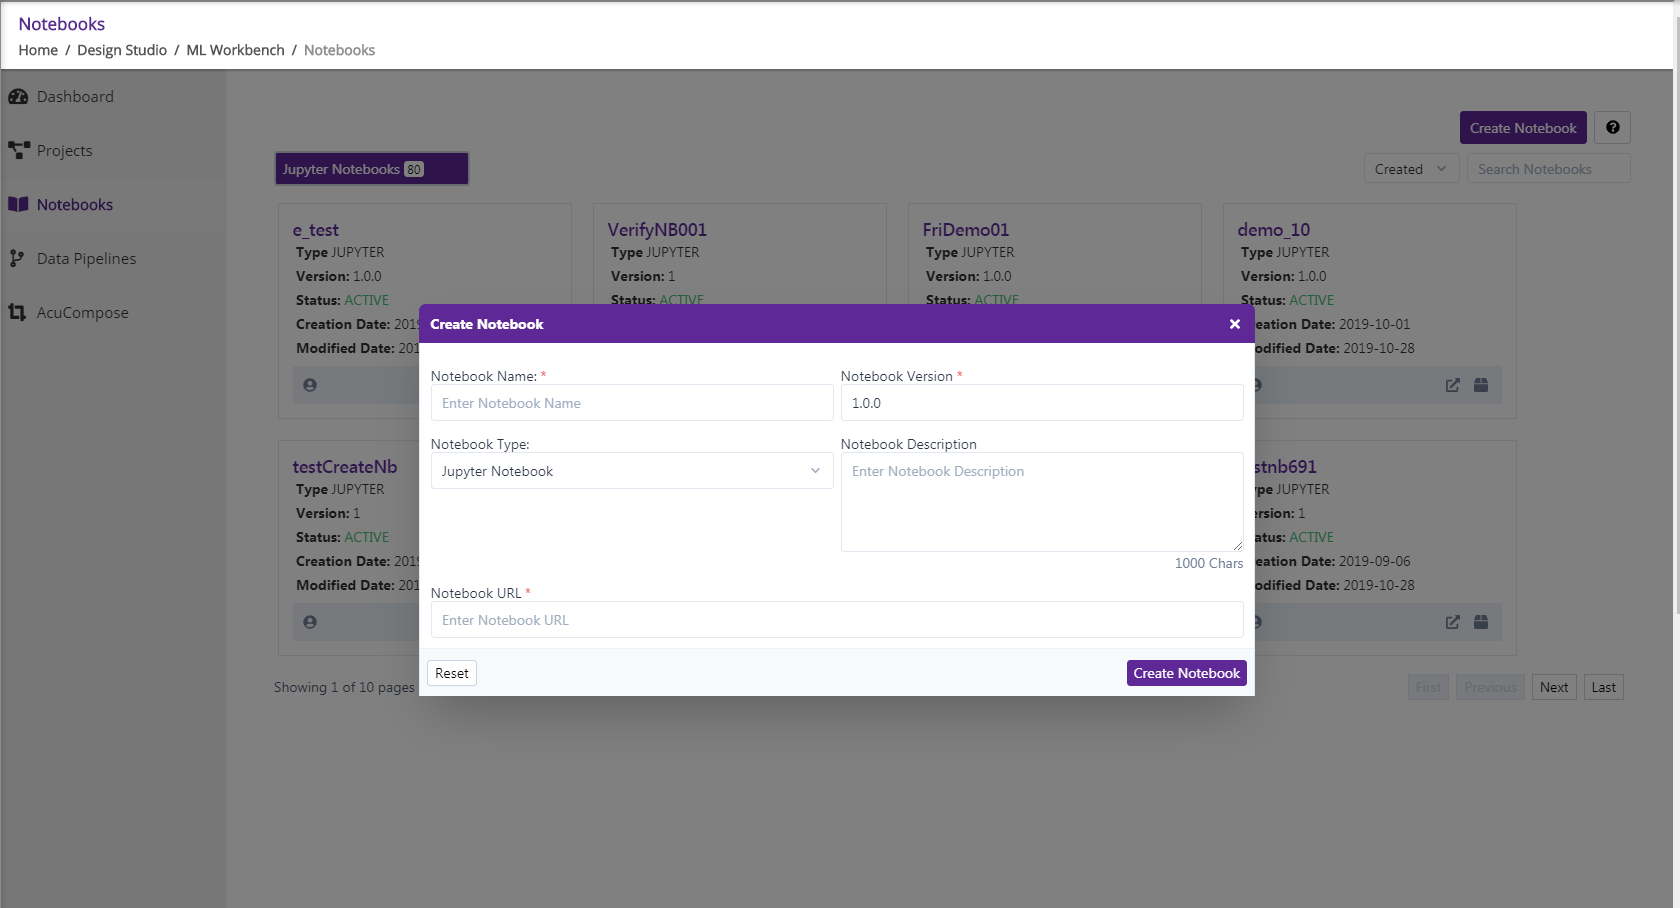 Notebooks
Home / Design Studio / ML Workbench / Notebooks
Dashboard
Projects
Notebooks
Data Pipelines
AcuCompose
Create Notebook
Jupyter Notebooks 80
Created
Search Notebooks
e_test
Type JUPYTER
Version: 1.0.0
Status: ACTIVE
Creation Date: 2019
Modified Date: 201
VerifyNB001
Type JUPYTER
Version: 1
Status: ACTIVE
FriDemo01
Type JUPYTER
Version: 1.0.0
Status: ACTIVE
demo_10
Type JUPYTER
Version: 1.0.0
Status: ACTIVE
eation Date: 2019-10-01
odified Date: 2019-10-28
Create Notebook
Notebook Name: *
Enter Notebook Name
Notebook Version *
1.0.0
Notebook Type:
Jupyter Notebook
Notebook Description
Enter Notebook Description
1000 Chars
Notebook URL *
Enter Notebook URL
Reset
Create Notebook
testCreateNb
Type JUPYTER
Version: 1
Status: ACTIVE
Creation Date: 2019
Modified Date: 201
stnb691
pe JUPYTER
ersion: 1
atus: ACTIVE
eation Date: 2019-09-06
odified Date: 2019-10-28
Showing 1 of 10 pages
First Previous Next Last